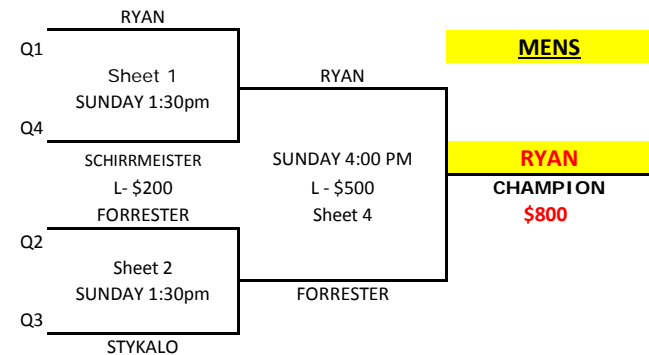 RYAN
Q1
MENS
Sheet 1
RYAN
SUNDAY 1:30pm
Q4
SCHIRRMEISTER
SUNDAY 4:00 PM
RYAN
L- $200
L - $500
CHAMPION
FORRESTER
Sheet 4
$800
Q2
Sheet 2
SUNDAY 1:30pm
FORRESTER
Q3
STYKALO